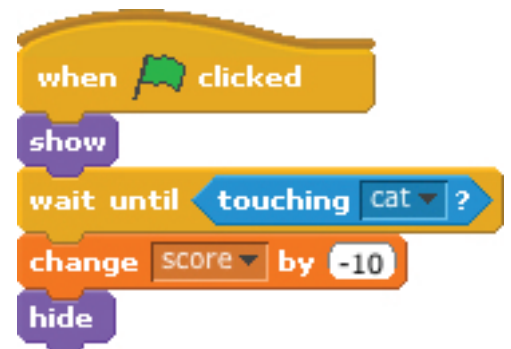 when clicked
show
wait until touching cat ?
change score by -10
hide